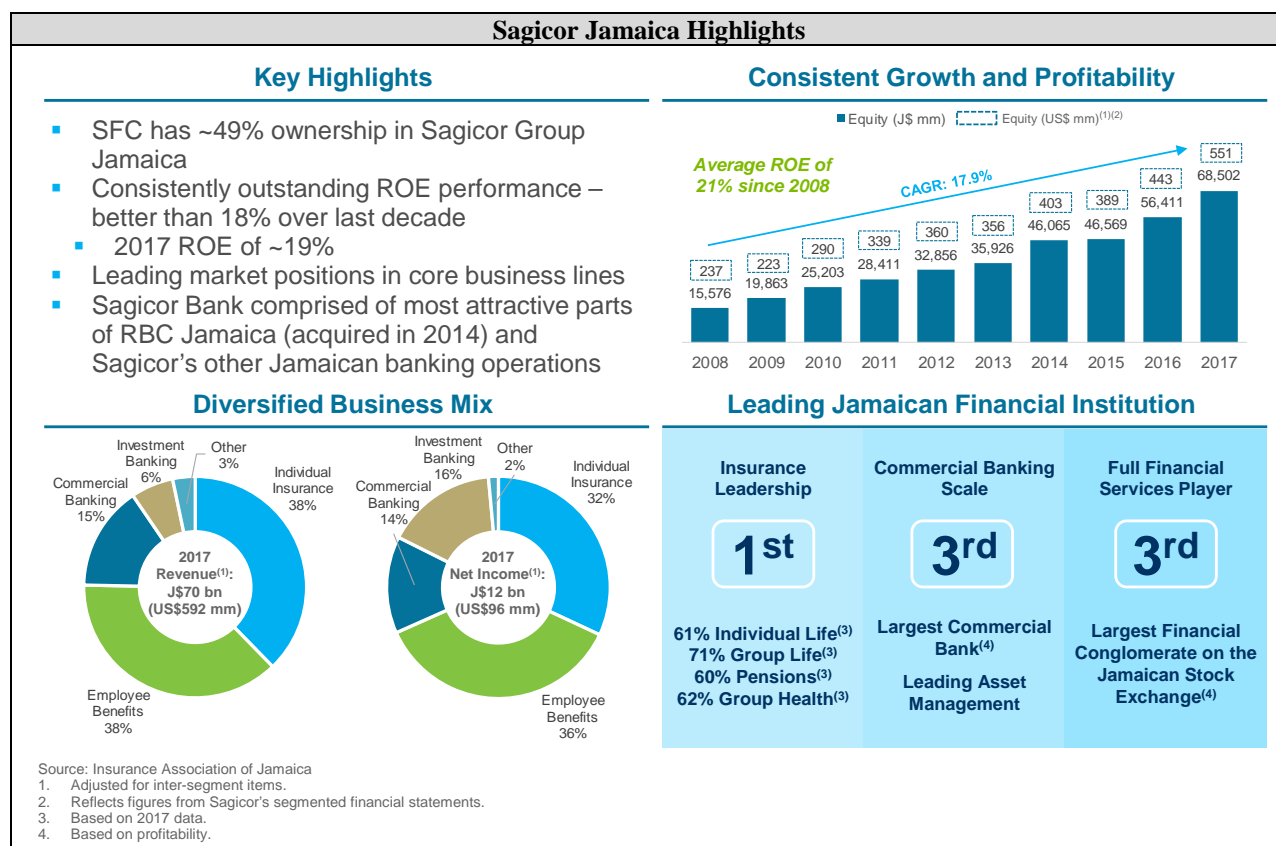 Sagicor Jamaica Highlights
Key Highlights
▪ SFC has ~49% ownership in Sagicor Group
Jamaica
▪ Consistently outstanding ROE performance –
better than 18% over last decade
▪ 2017 ROE of ~19%
▪ Leading market positions in core business lines
▪ Sagicor Bank comprised of most attractive parts
of RBC Jamaica (acquired in 2014) and
Sagicor's other Jamaican banking operations
Consistent Growth and Profitability
Equity (J$ mm) Equity (US$ mm)(1)(2)
Average ROE of
21% since 2008
CAGR: 17.9%
237 223 290 339 360 356 403 389 443 551
15,576 19,863 25,203 28,411 32,856 35,926 46,065 46,569 56,411 68,502
2008 2009 2010 2011 2012 2013 2014 2015 2016 2017
Diversified Business Mix
Investment
Banking
6%
Other
3%
Individual
Insurance
38%
Commercial
Banking
15%
2017
Revenue(1):
J$70 bn
(US$592 mm)
Employee
Benefits
38%
Investment
Banking
16%
Other
2%
Individual
Insurance
32%
Commercial
Banking
14%
2017
Net Income(1):
J$12 bn
(US$96 mm)
Employee
Benefits
36%
Leading Jamaican Financial Institution
Insurance
Leadership
1st
61% Individual Life(3)
71% Group Life(3)
60% Pensions(3)
62% Group Health(3)
Commercial Banking
Scale
3rd
Largest Commercial
Bank(4)
Leading Asset
Management
Full Financial
Services Player
3rd
Largest Financial
Conglomerate on the
Jamaican Stock
Exchange(4)
Source: Insurance Association of Jamaica
1. Adjusted for inter-segment items.
2. Reflects figures from Sagicor's segmented financial statements.
3. Based on 2017 data.
4. Based on profitability.